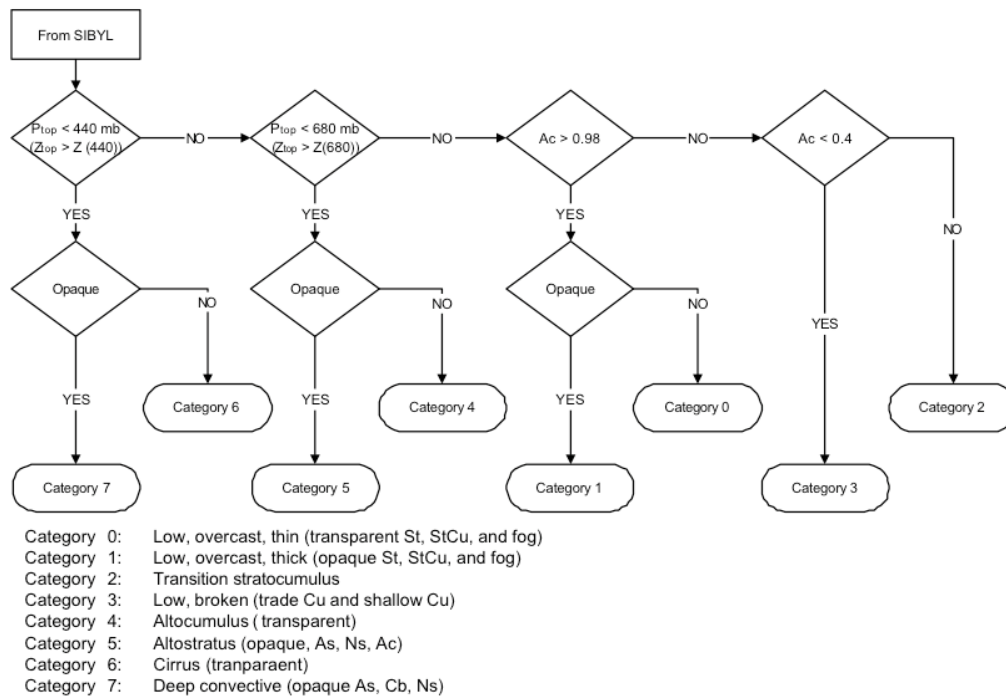 From SIBYL
Ptop < 440 mb
(Ztop > Z (440))
NO
Ptop < 680 mb
(Ztop > Z(680))
NO
Ac > 0.98
NO
Ac < 0.4
YES
YES
YES
NO
Opaque
NO
Opaque
NO
Opaque
NO
YES
YES
YES
YES
Category 6
Category 4
Category 0
Category 2
Category 7
Category 5
Category 1
Category 3
Category 0: Low, overcast, thin (transparent St, StCu, and fog)
Category 1: Low, overcast, thick (opaque St, StCu, and fog)
Category 2: Transition stratocumulus
Category 3: Low, broken (trade Cu and shallow Cu)
Category 4: Altocumulus ( transparent)
Category 5: Altostratus (opaque, As, Ns, Ac)
Category 6: Cirrus (tranparaent)
Category 7: Deep convective (opaque As, Cb, Ns)